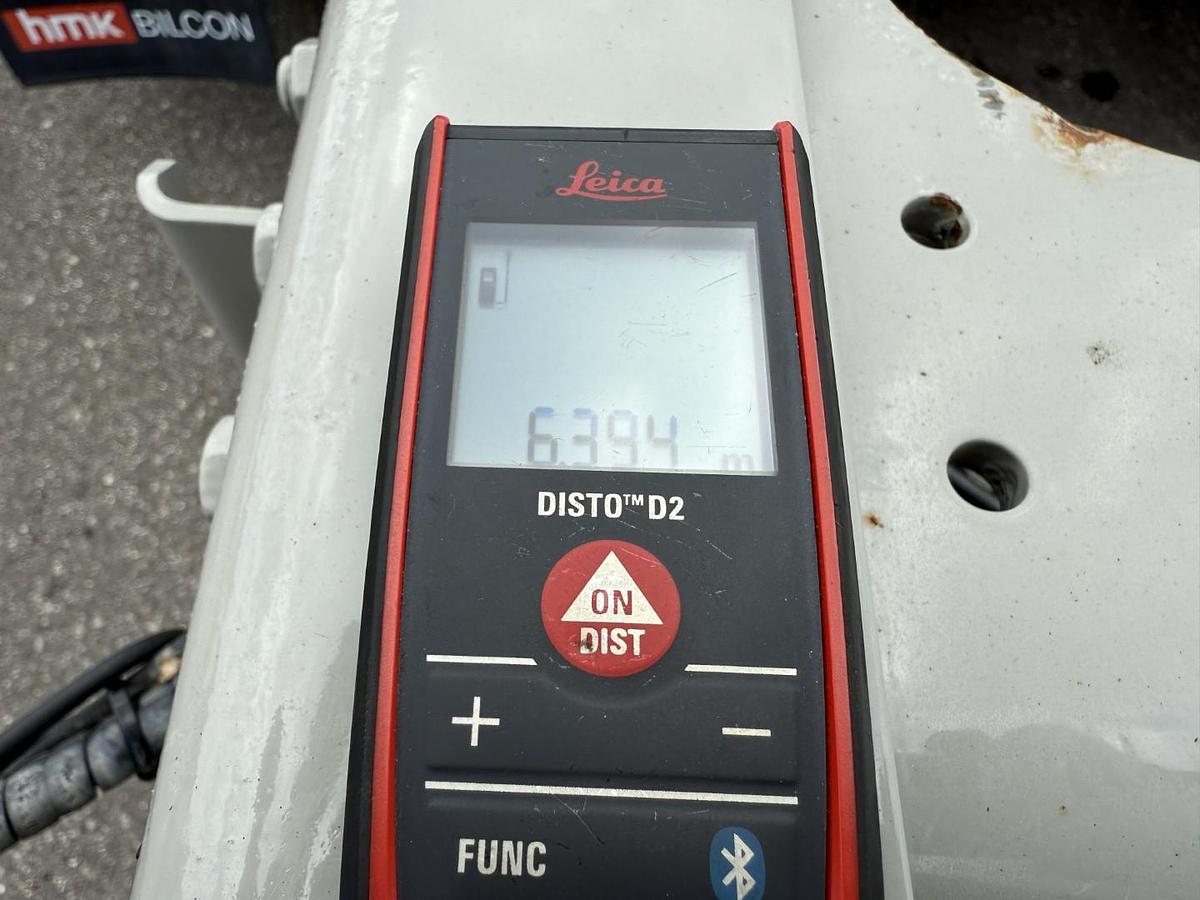 hmk BILCON
Leica
6.394 m
DISTO™ D2
ON
DIST
+ −
FUNC